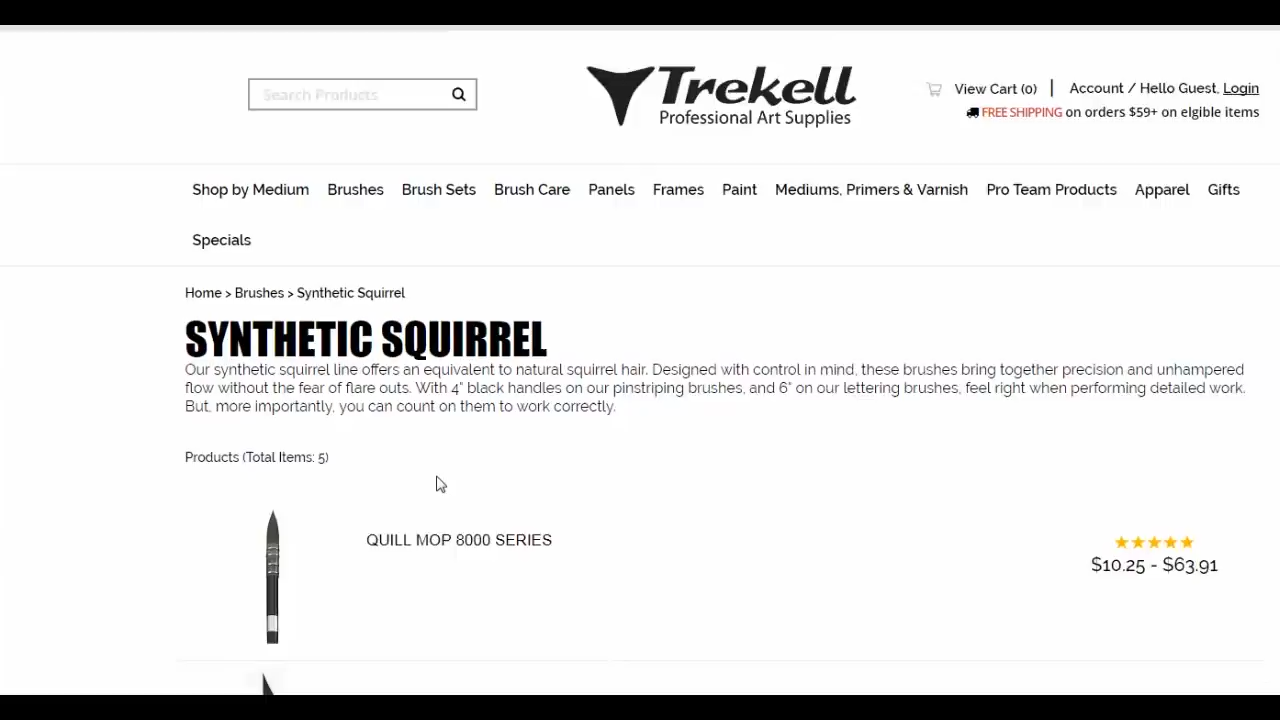 Search Products
Trekell
Professional Art Supplies
View Cart (0) | Account / Hello Guest, Login
FREE SHIPPING on orders $59+ on elgible items
Shop by Medium Brushes Brush Sets Brush Care Panels Frames Paint Mediums, Primers & Varnish Pro Team Products Apparel Gifts
Specials
Home > Brushes > Synthetic Squirrel
SYNTHETIC SQUIRREL
Our synthetic squirrel line offers an equivalent to natural squirrel hair. Designed with control in mind, these brushes bring together precision and unhampered
flow without the fear of flare outs. With 4" black handles on our pinstriping brushes, and 6" on our lettering brushes, feel right when performing detailed work.
But, more importantly, you can count on them to work correctly.
Products (Total Items: 5)
QUILL MOP 8000 SERIES
$10.25 - $63.91